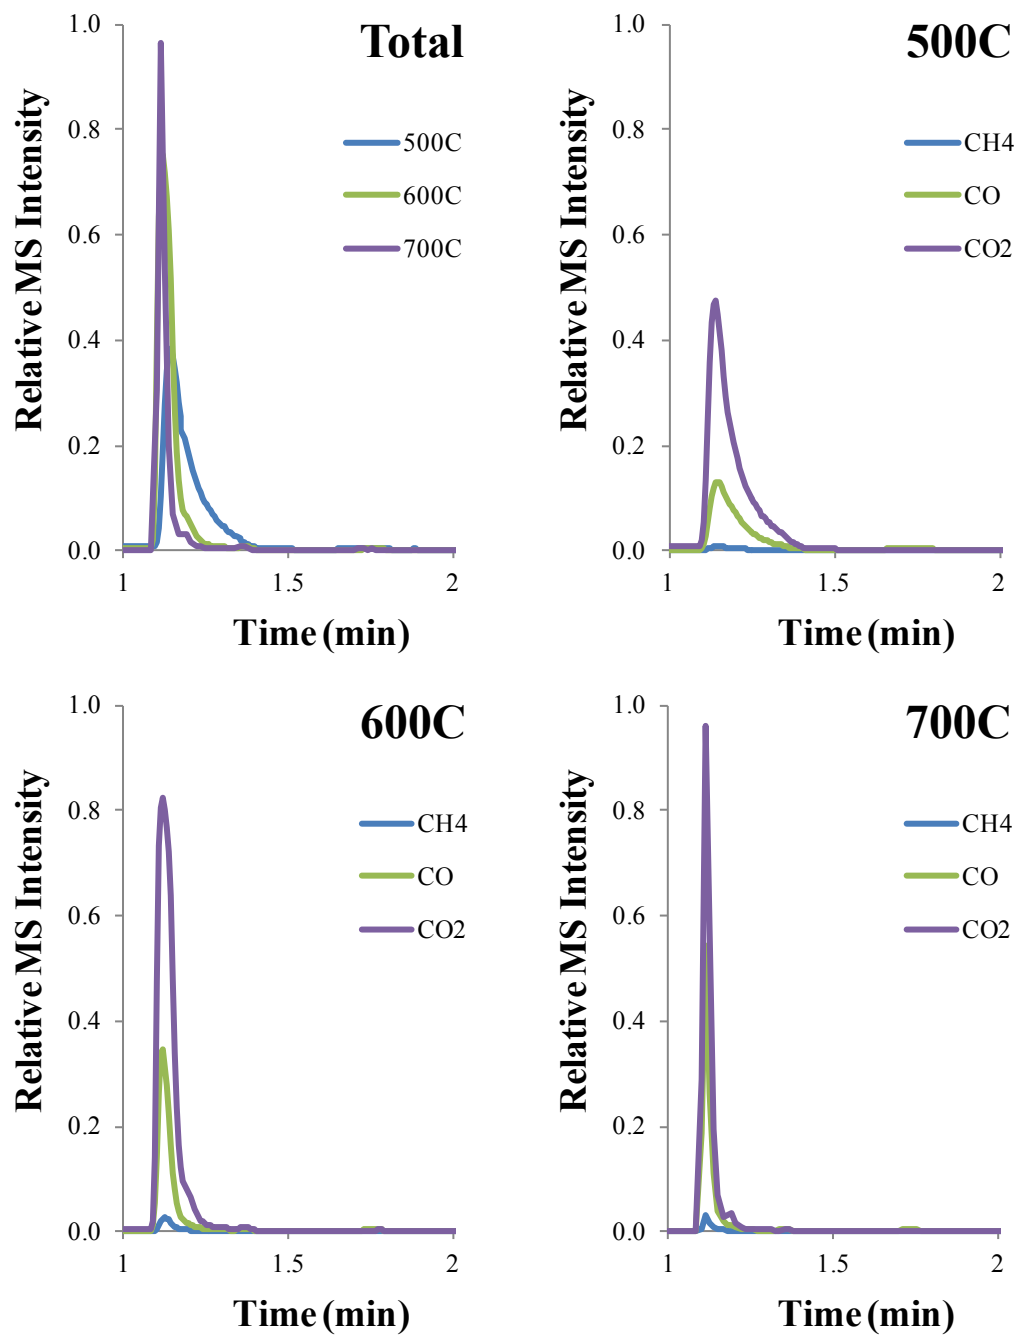 Total
Relative MS Intensity
1.0
0.8
0.6
0.4
0.2
0.0
500C
600C
700C
1
1.5
2
Time (min)
500C
Relative MS Intensity
1.0
0.8
0.6
0.4
0.2
0.0
CH4
CO
CO2
1
1.5
2
Time (min)
600C
Relative MS Intensity
1.0
0.8
0.6
0.4
0.2
0.0
CH4
CO
CO2
1
1.5
2
Time (min)
700C
Relative MS Intensity
1.0
0.8
0.6
0.4
0.2
0.0
CH4
CO
CO2
1
1.5
2
Time (min)